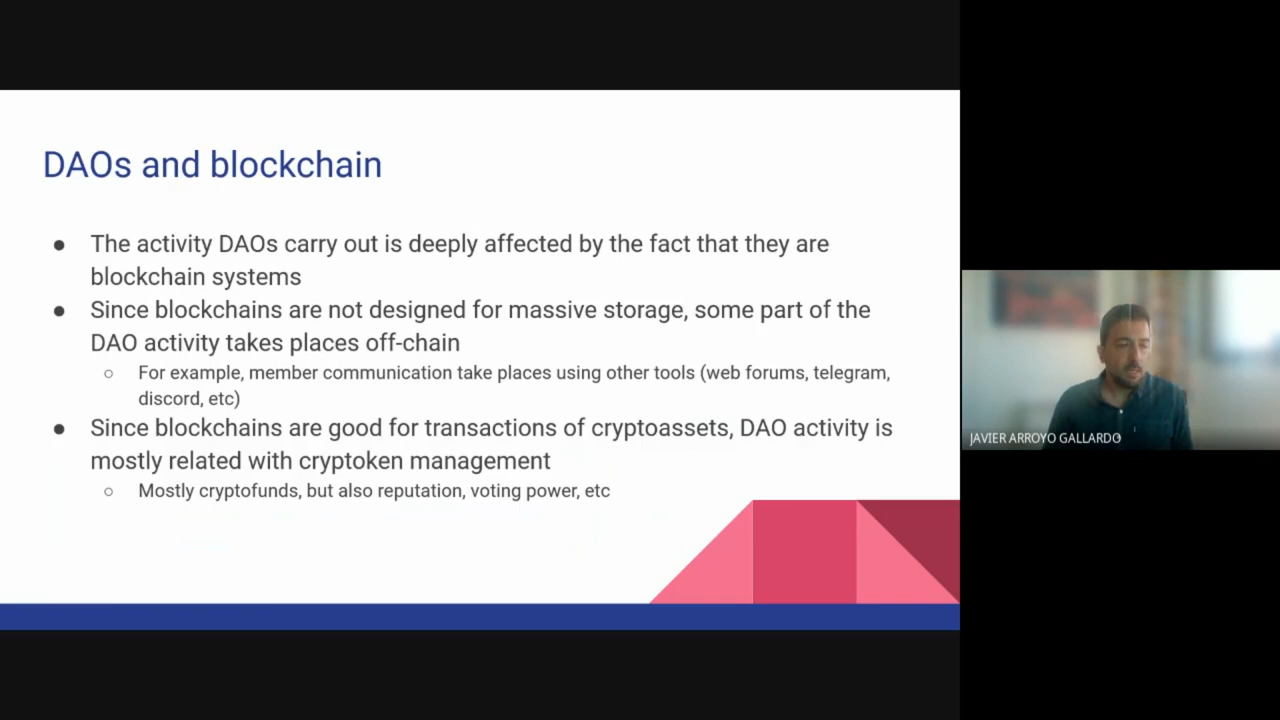 DAOs and blockchain
● The activity DAOs carry out is deeply affected by the fact that they are
blockchain systems
● Since blockchains are not designed for massive storage, some part of the
DAO activity takes places off-chain
○ For example, member communication take places using other tools (web forums, telegram,
discord, etc)
● Since blockchains are good for transactions of cryptoassets, DAO activity is
mostly related with cryptoken management
○ Mostly cryptofunds, but also reputation, voting power, etc
JAVIER ARROYO GALLARDO